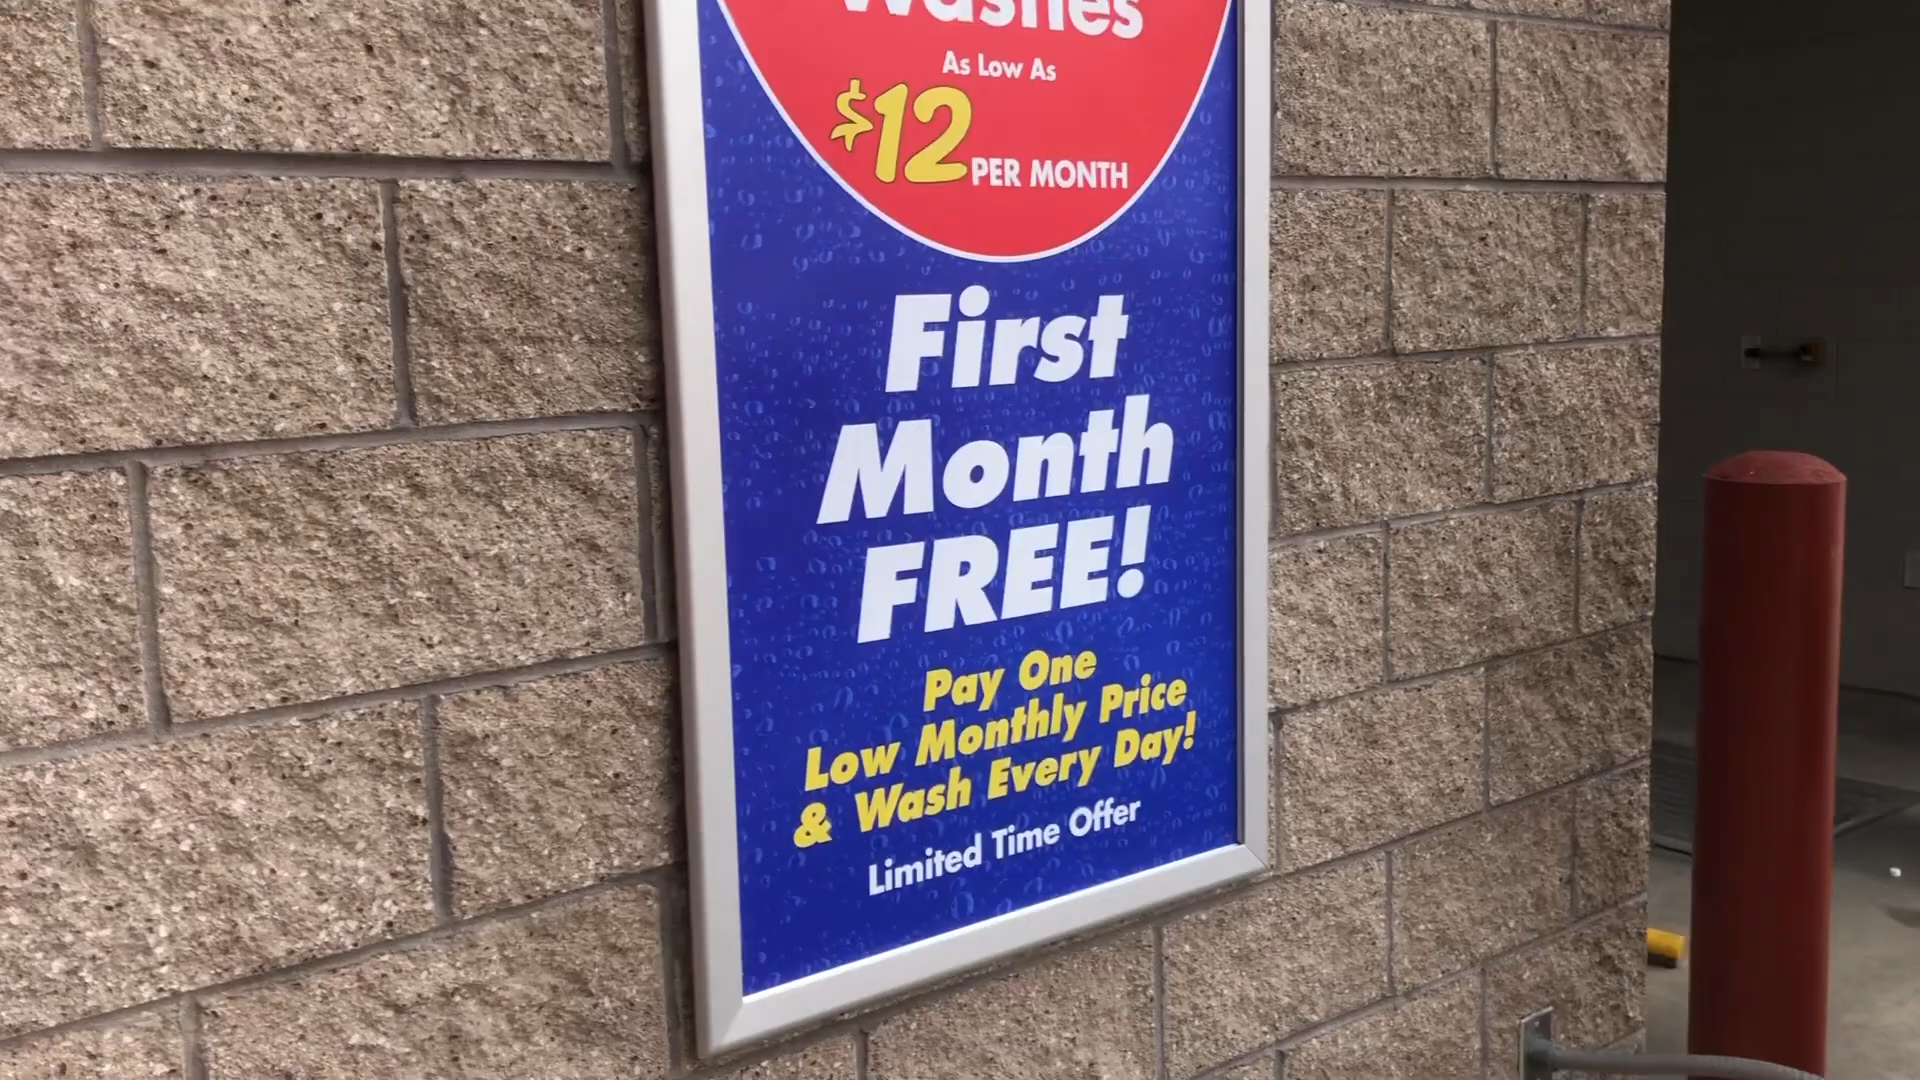 Washes
As Low As
$12 PER MONTH
First
Month
FREE!
Pay One
Low Monthly Price
& Wash Every Day!
Limited Time Offer